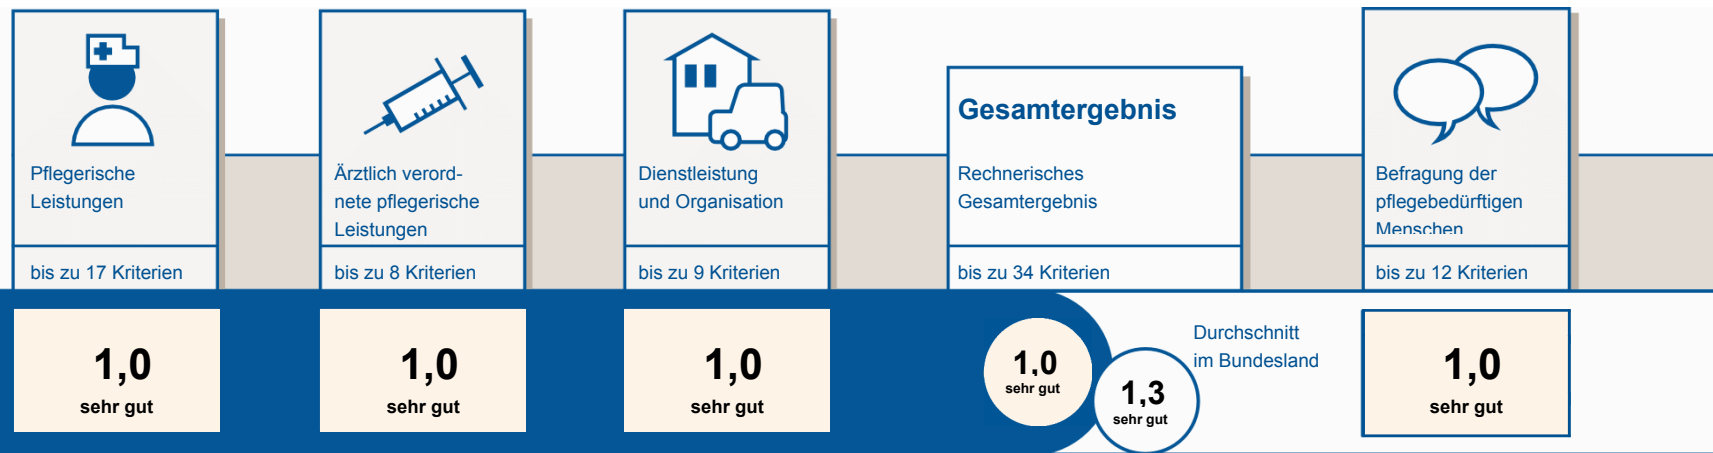 Pflegerische
Leistungen
bis zu 17 Kriterien
1,0
sehr gut
Ärztlich verord-
nete pflegerische
Leistungen
bis zu 8 Kriterien
1,0
sehr gut
Dienstleistung
und Organisation
bis zu 9 Kriterien
1,0
sehr gut
Gesamtergebnis
Rechnerisches
Gesamtergebnis
bis zu 34 Kriterien
1,0
sehr gut
1,3
sehr gut
Durchschnitt
im Bundesland
Befragung der
pflegebedürftigen
Menschen
bis zu 12 Kriterien
1,0
sehr gut